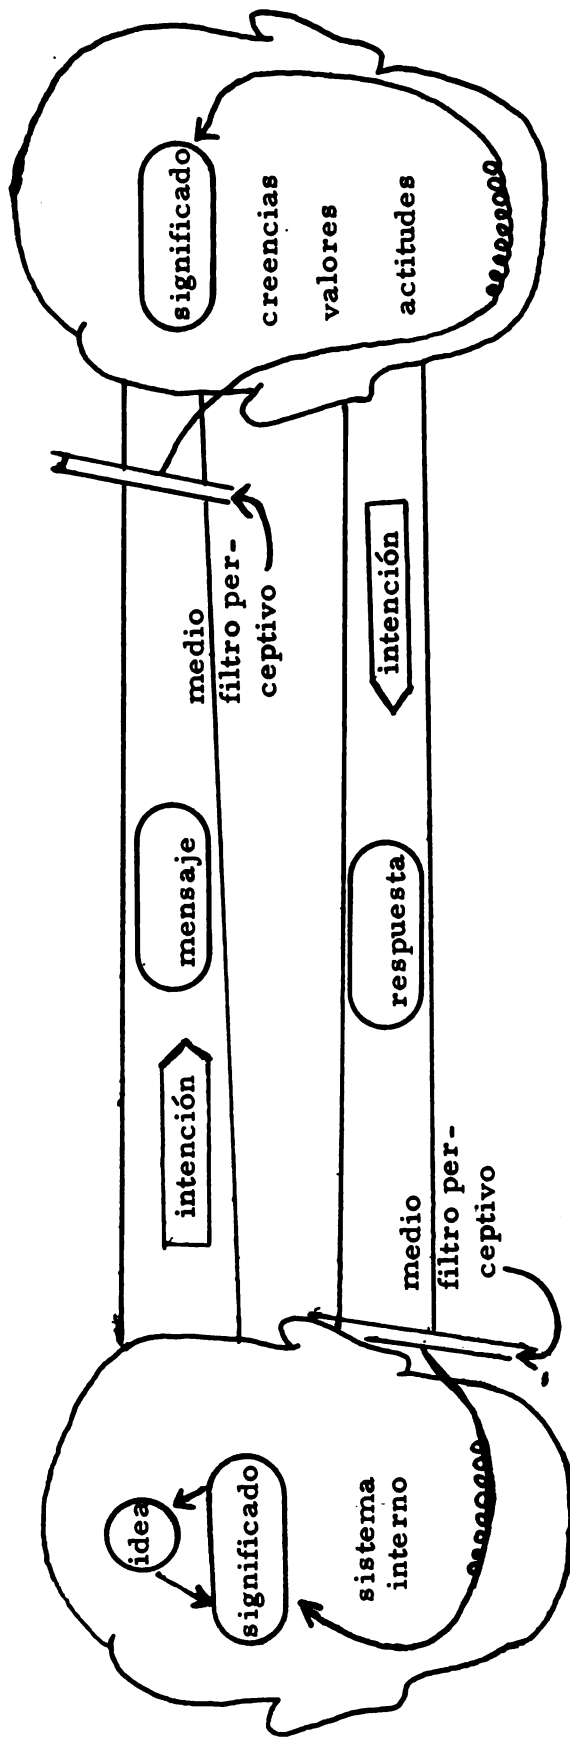 idea
significado
sistema
interno
intención
mensaje
medio
filtro per-
ceptivo
significado
creencias
valores
actitudes
intención
respuesta
medio
filtro per-
ceptivo